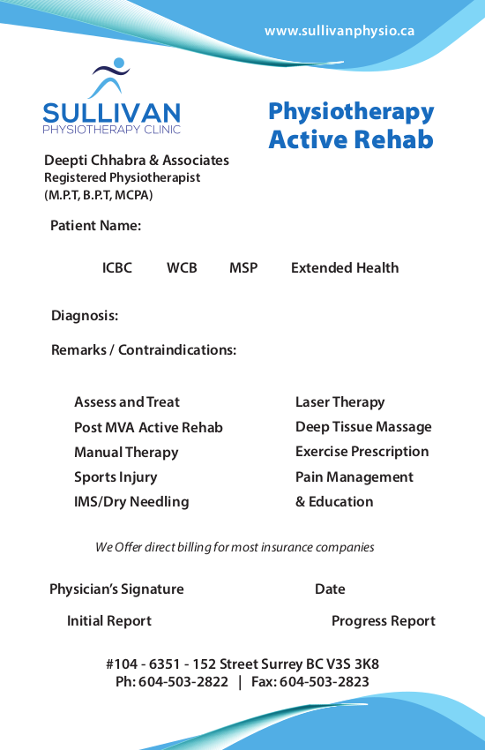 www.sullivanphysio.ca
SULLIVAN
PHYSIOTHERAPY CLINIC
Physiotherapy
Active Rehab
Deepti Chhabra & Associates
Registered Physiotherapist
(M.P.T, B.P.T, MCPA)
Patient Name:
ICBC WCB MSP Extended Health
Diagnosis:
Remarks / Contraindications:
Assess and Treat
Post MVA Active Rehab
Manual Therapy
Sports Injury
IMS/Dry Needling
Laser Therapy
Deep Tissue Massage
Exercise Prescription
Pain Management
& Education
We Offer direct billing for most insurance companies
Physician’s Signature Date
Initial Report Progress Report
#104 - 6351 - 152 Street Surrey BC V3S 3K8
Ph: 604-503-2822 | Fax: 604-503-2823